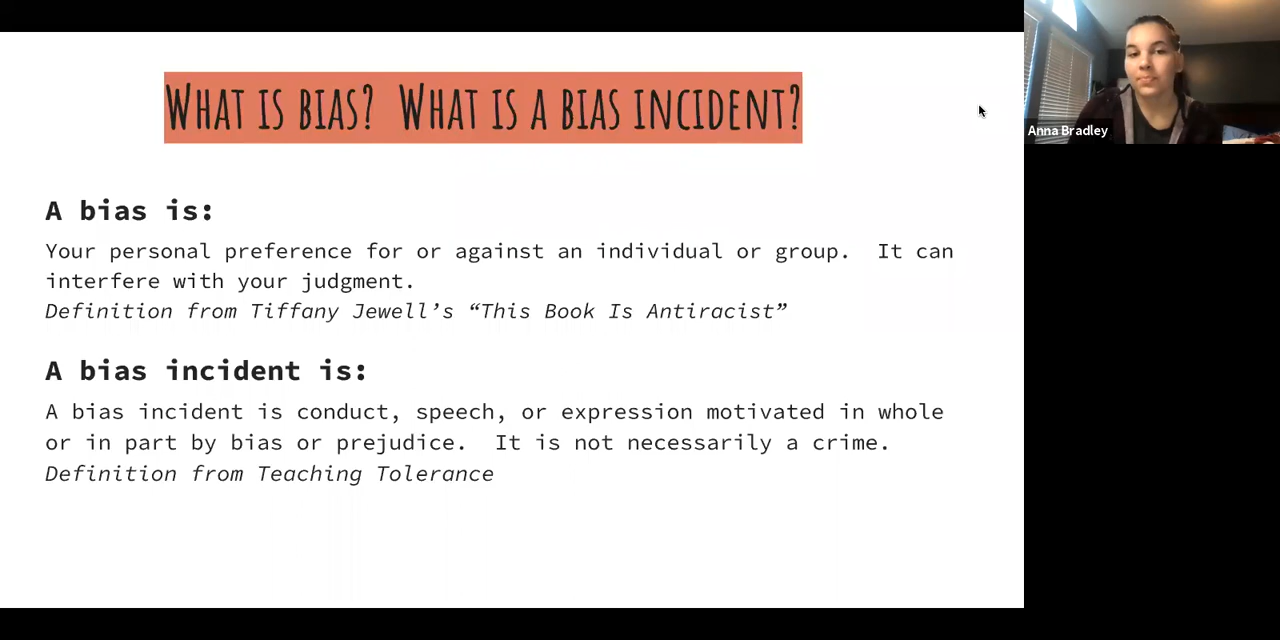 WHAT IS BIAS? WHAT IS A BIAS INCIDENT?
Anna Bradley
A bias is:
Your personal preference for or against an individual or group. It can
interfere with your judgment.
Definition from Tiffany Jewell’s “This Book Is Antiracist”
A bias incident is:
A bias incident is conduct, speech, or expression motivated in whole
or in part by bias or prejudice. It is not necessarily a crime.
Definition from Teaching Tolerance